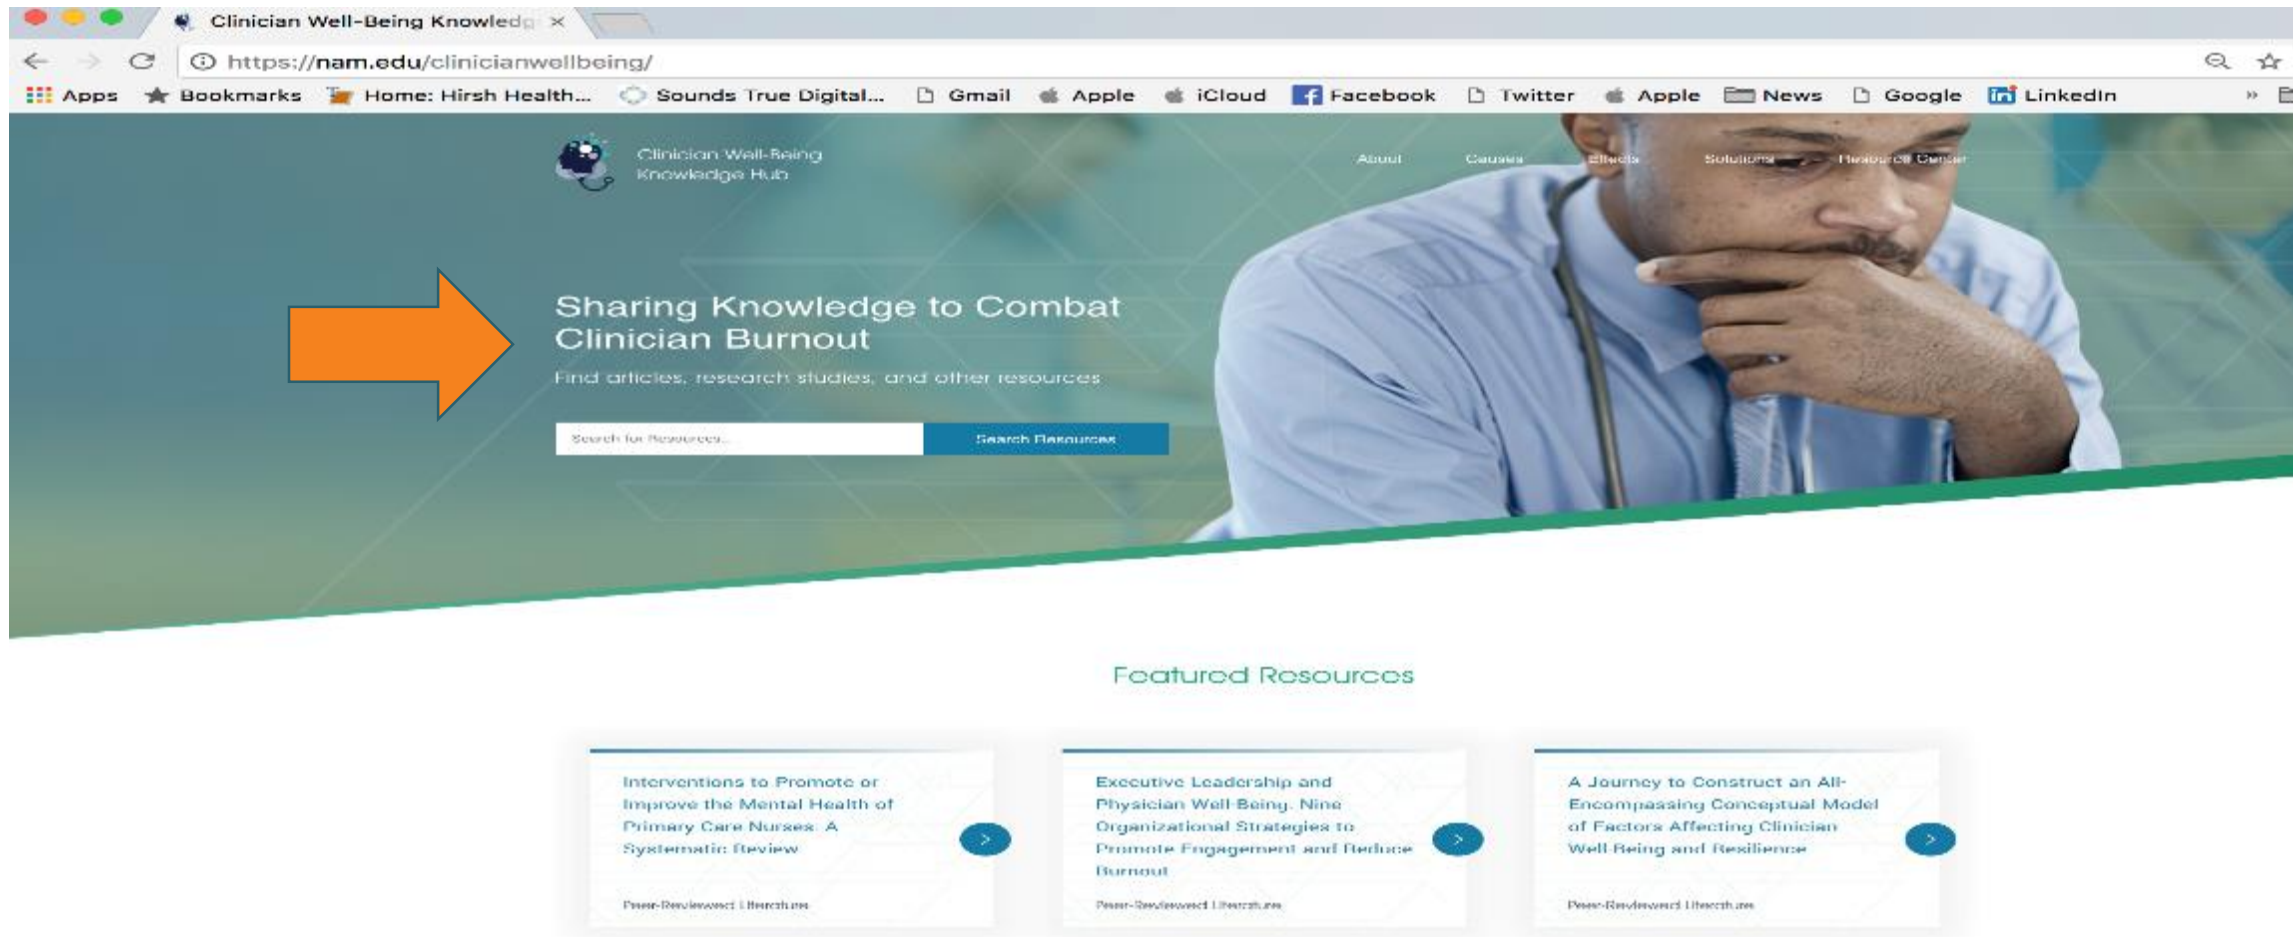 Clinician Well-Being Knowledg
https://nam.edu/clinicianwellbeing/
Apps Bookmarks Home: Hirsh Health... Sounds True Digital... Gmail Apple iCloud Facebook Twitter Apple News Google LinkedIn »
Clinician Well-Being
Knowledge Hub
About Causes Effects Solutions Resource Center
Sharing Knowledge to Combat
Clinician Burnout
Find articles, research studies, and other resources
Search for Resources... Search Resources
Featured Resources
Interventions to Promote or
Improve the Mental Health of
Primary Care Nurses: A
Systematic Review
Peer-Reviewed Literature
Executive Leadership and
Physician Well-Being: Nine
Organizational Strategies to
Promote Engagement and Reduce
Burnout
Peer-Reviewed Literature
A Journey to Construct an All-
Encompassing Conceptual Model
of Factors Affecting Clinician
Well-Being and Resilience
Peer-Reviewed Literature